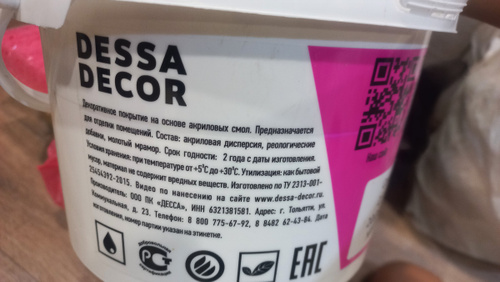 DESSA
DECOR
Декоративное покрытие на основе акриловых смол. Предназначается
для отделки помещений. Состав: акриловая дисперсия, реологические
добавки, молотый мрамор. Срок годности: 2 года с даты изготовления.
Условия хранения: при температуре от +5°C до +30°C. Утилизация: как бытовой
мусор, материал не содержит вредных веществ. Изготовлено по ТУ 2313-001-
25454392-2015. Видео по нанесению на сайте www.dessa-decor.ru.
Производитель: ООО ПК «ДЕССА», ИНН 6321381581. Адрес: г. Тольятти, ул.
Коммунальная, д. 23. Телефон: 8 800 775-67-92, 8 8482 62-43-84. Дата
изготовления, номер партии указан на этикетке.
ЕАС